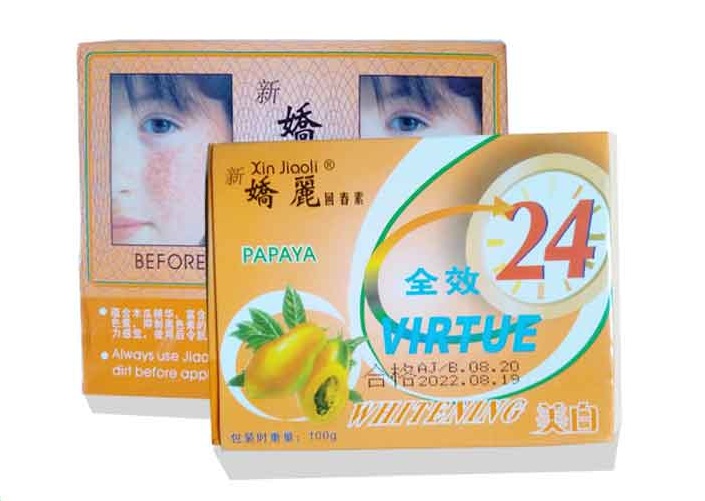 新
嬌
BEFORE
Always use Jiao
dirt before appl
新 Xin Jiaoli ®
嬌麗回春素
PAPAYA
24
全效
VIRTUE
合格 AJ/B.08.20
2022.08.19
WHITENING 美白
包装时重量: 100g